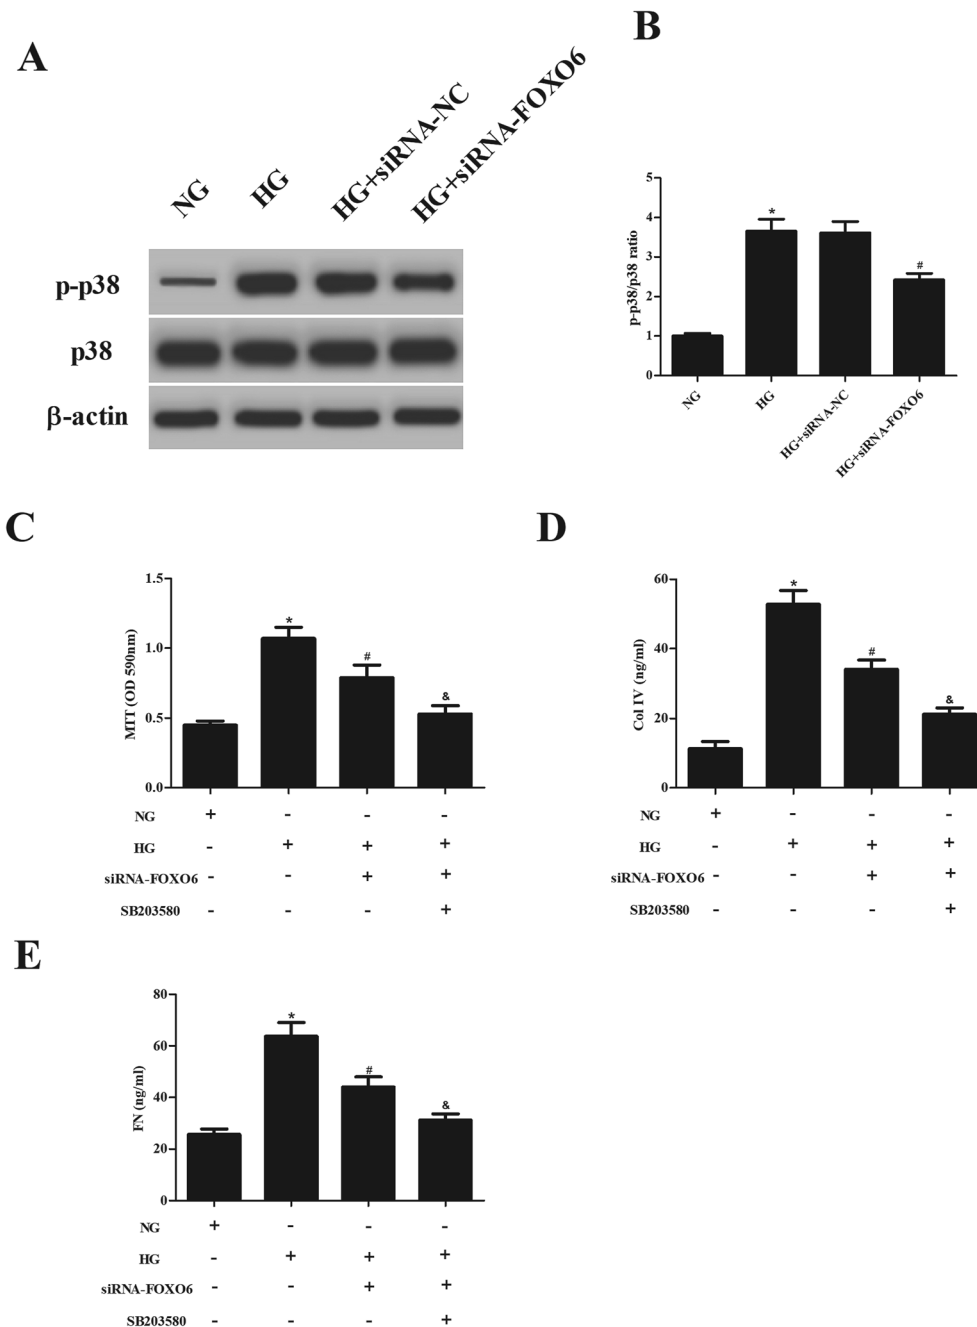 A
B
NG
HG
HG+siRNA-NC
HG+siRNA-FOXO6
p-p38
p38
β-actin
p-p38/p38 ratio
5
4
3
2
1
0
*
#
NG
HG
HG+siRNA-NC
HG+siRNA-FOXO6
C
MTT (OD 590nm)
1.5
1.0
0.5
0.0
*
#
&
NG + - - -
HG - + + +
siRNA-FOXO6 - - + +
SB203580 - - - +
D
Col IV (ng/ml)
60
40
20
0
*
#
&
NG + - - -
HG - + + +
siRNA-FOXO6 - - + +
SB203580 - - - +
E
FN (ng/ml)
80
60
40
20
0
*
#
&
NG + - - -
HG - + + +
siRNA-FOXO6 - - + +
SB203580 - - - +